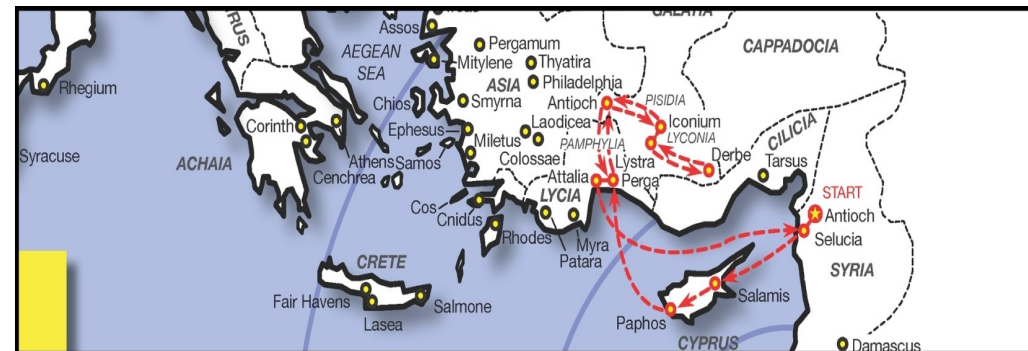 GALATIA
CAPPADOCIA
Assos
AEGEAN
SEA
Pergamum
Mitylene
Thyatira
ASIA
Philadelphia
Rhegium
Chios
Smyrna
Antioch
PISIDIA
Iconium
Laodicea
LYCONIA
CILICIA
Corinth
Ephesus
Miletus
PAMPHYLIA
Syracuse
ACHAIA
Athens
Samos
Colossae
Lystra
Derbe
Tarsus
Cenchrea
Attalia
Perga
LYCIA
START
Cos
Cnidus
Antioch
Rhodes
Myra
Selucia
Patara
CRETE
SYRIA
Fair Havens
Salmone
Salamis
Lasea
Paphos
CYPRUS
Damascus